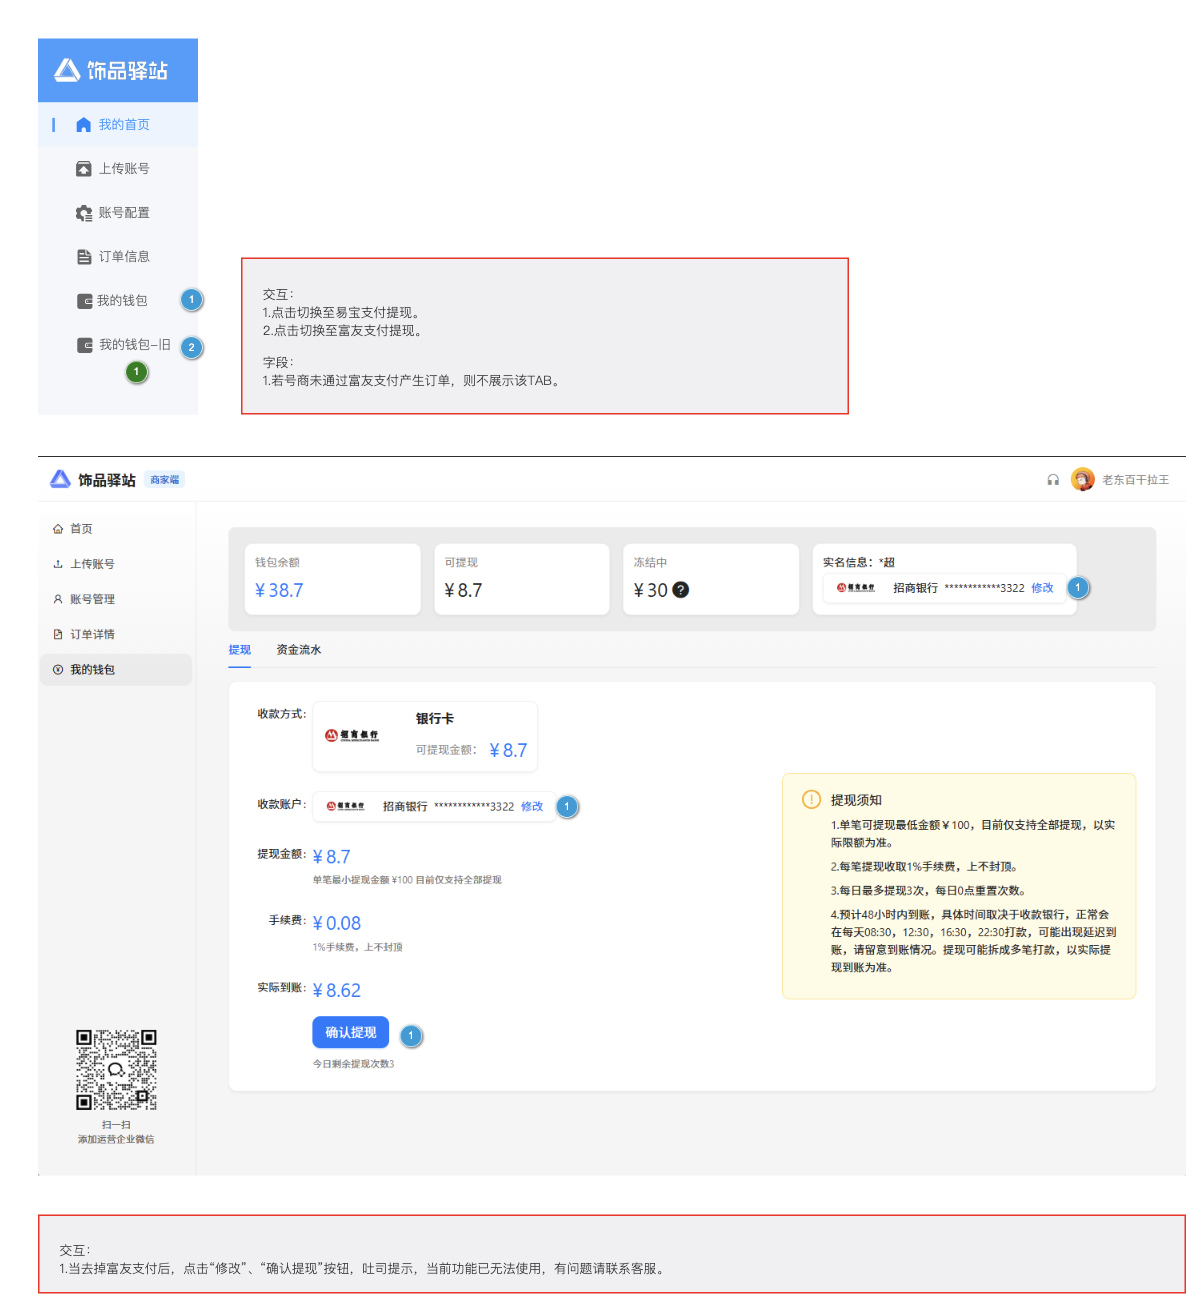 饰品驿站
我的首页
上传账号
账号配置
订单信息
我的钱包 1
我的钱包-旧 2
1
交互：
1.点击切换至易宝支付提现。
2.点击切换至富友支付提现。
字段：
1.若号商未通过富友支付产生订单，则不展示该TAB。
饰品驿站 商家端
老东百干拉王
首页
上传账号
账号管理
订单详情
我的钱包
钱包余额
¥ 38.7
可提现
¥ 8.7
冻结中
¥ 30 ?
实名信息：*超
招商银行 招商银行 ************3322 修改 1
提现 资金流水
收款方式：
招商银行
CHINA MERCHANTS BANK
银行卡
可提现金额： ¥ 8.7
收款账户： 招商银行 招商银行 ************3322 修改 1
提现金额： ¥ 8.7
单笔最小提现金额 ¥100 目前仅支持全部提现
手续费： ¥ 0.08
1%手续费，上不封顶
实际到账： ¥ 8.62
确认提现 1
今日剩余提现次数3
提现须知
1.单笔可提现最低金额￥100，目前仅支持全部提现，以实
际限额为准。
2.每笔提现收取1%手续费，上不封顶。
3.每日最多提现3次，每日0点重置次数。
4.预计48小时内到账，具体时间取决于收款银行，正常会
在每天08:30，12:30，16:30，22:30打款，可能出现延迟到
账，请留意到账情况。提现可能拆成多笔打款，以实际提
现到账为准。
扫一扫
添加运营企业微信
交互：
1.当去掉富友支付后，点击“修改”、“确认提现”按钮，吐司提示，当前功能已无法使用，有问题请联系客服。